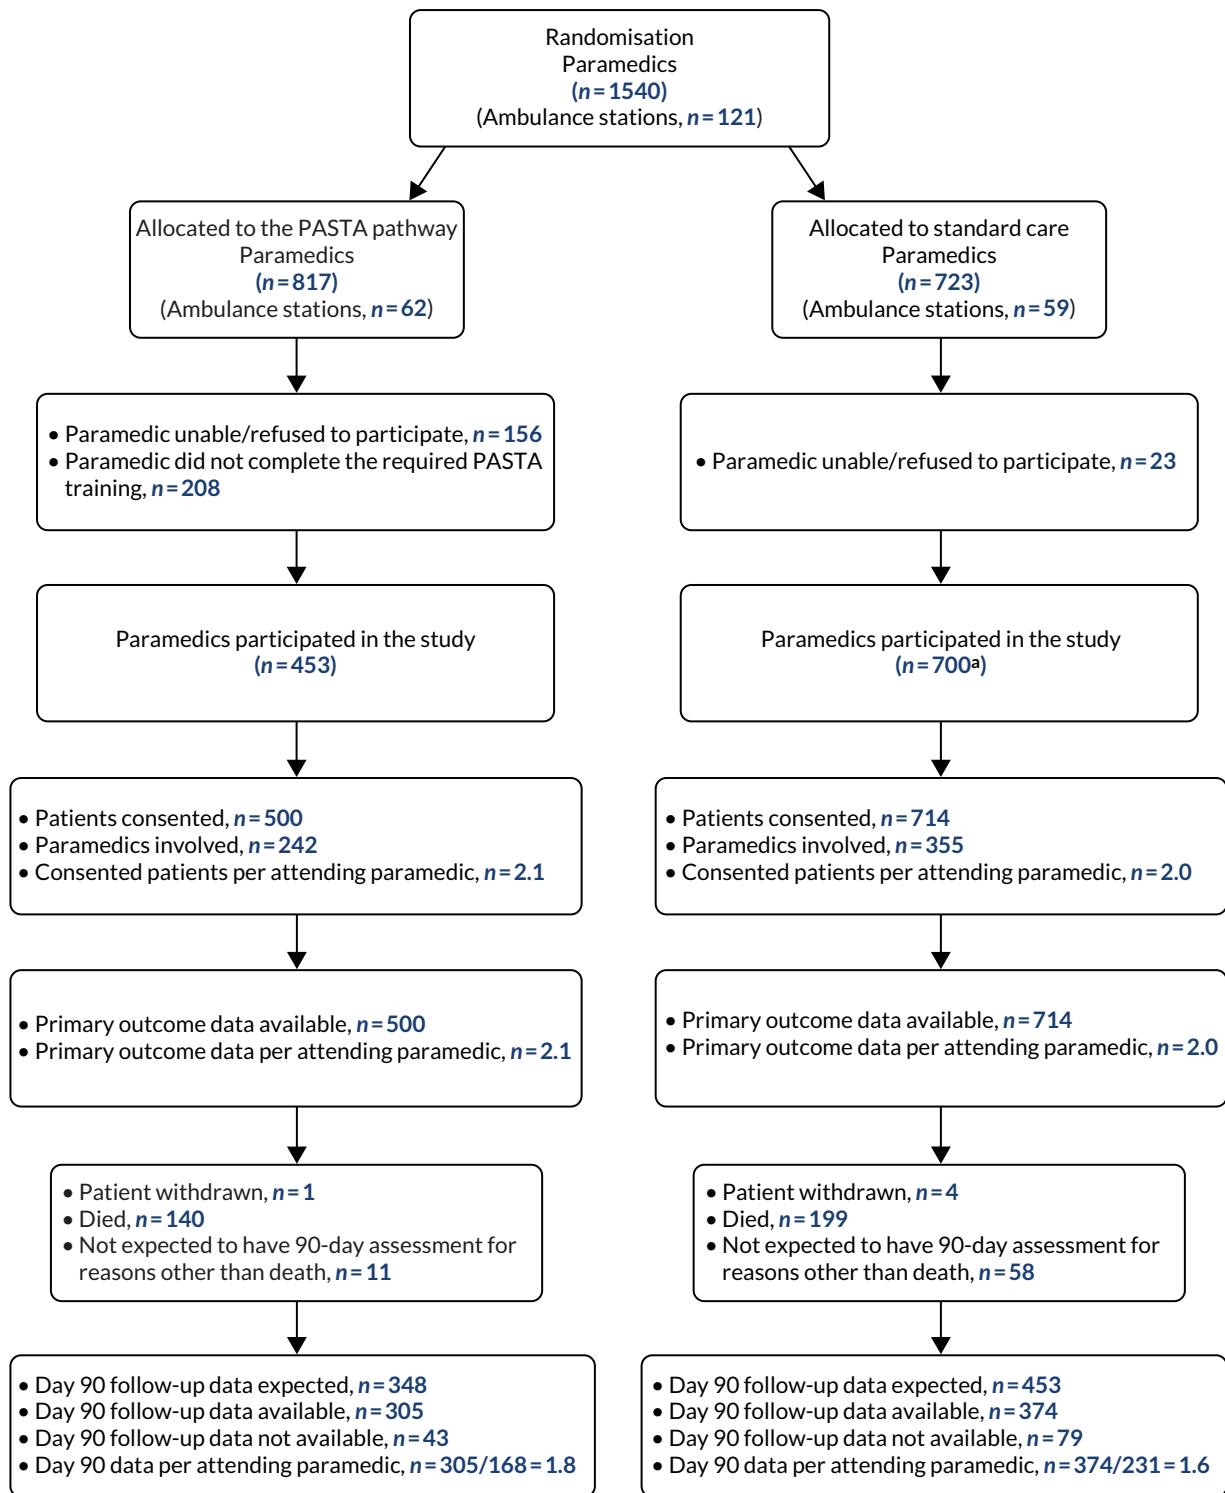 Randomisation
Paramedics
(n=1540)
(Ambulance stations, n=121)
Allocated to the PASTA pathway
Paramedics
(n=817)
(Ambulance stations, n=62)
Allocated to standard care
Paramedics
(n=723)
(Ambulance stations, n=59)
• Paramedic unable/refused to participate, n=156
• Paramedic did not complete the required PASTA
training, n=208
• Paramedic unable/refused to participate, n=23
Paramedics participated in the study
(n=453)
Paramedics participated in the study
(n=700ᵃ)
• Patients consented, n=500
• Paramedics involved, n=242
• Consented patients per attending paramedic, n=2.1
• Patients consented, n=714
• Paramedics involved, n=355
• Consented patients per attending paramedic, n=2.0
• Primary outcome data available, n=500
• Primary outcome data per attending paramedic, n=2.1
• Primary outcome data available, n=714
• Primary outcome data per attending paramedic, n=2.0
• Patient withdrawn, n=1
• Died, n=140
• Not expected to have 90-day assessment for
reasons other than death, n=11
• Patient withdrawn, n=4
• Died, n=199
• Not expected to have 90-day assessment for
reasons other than death, n=58
• Day 90 follow-up data expected, n=348
• Day 90 follow-up data available, n=305
• Day 90 follow-up data not available, n=43
• Day 90 data per attending paramedic, n=305/168=1.8
• Day 90 follow-up data expected, n=453
• Day 90 follow-up data available, n=374
• Day 90 follow-up data not available, n=79
• Day 90 data per attending paramedic, n=374/231=1.6